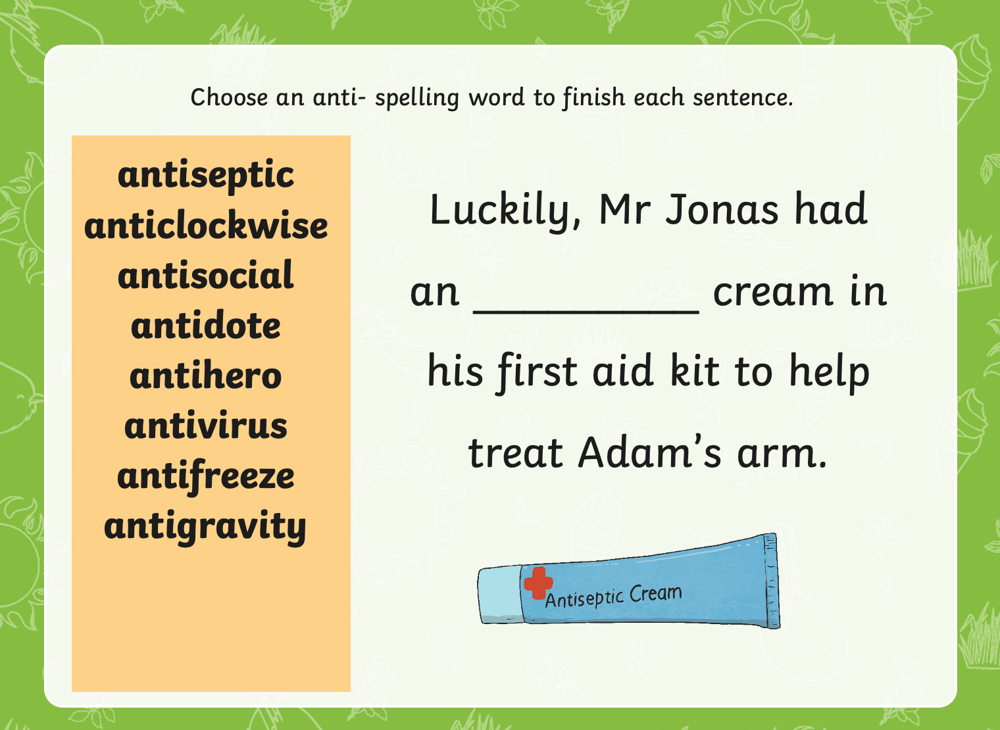 Choose an anti- spelling word to finish each sentence.
antiseptic
anticlockwise
antisocial
antidote
antihero
antivirus
antifreeze
antigravity
Luckily, Mr Jonas had
an _________ cream in
his first aid kit to help
treat Adam’s arm.
Antiseptic Cream